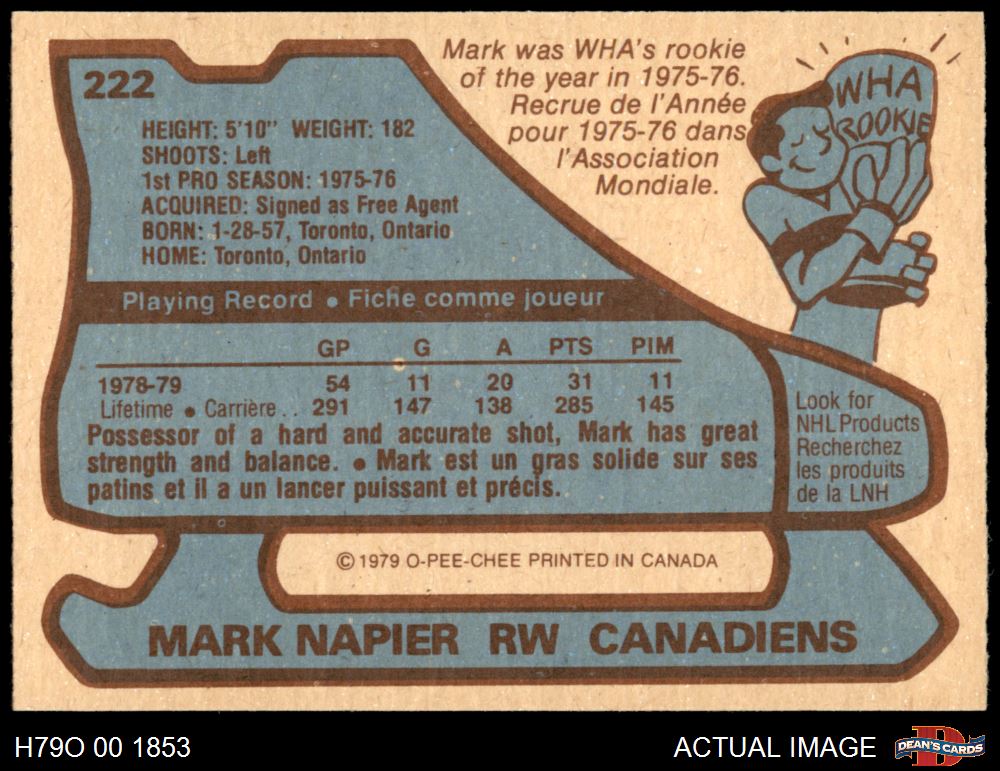 222
Mark was WHA's rookie
of the year in 1975-76.
Recrue de l'Année
pour 1975-76 dans
l'Association
Mondiale.
WHA
ROOKIE
HEIGHT: 5'10" WEIGHT: 182
SHOOTS: Left
1st PRO SEASON: 1975-76
ACQUIRED: Signed as Free Agent
BORN: 1-28-57, Toronto, Ontario
HOME: Toronto, Ontario
Playing Record • Fiche comme joueur
GP G A PTS PIM
1978-79 54 11 20 31 11
Lifetime • Carrière . . 291 147 138 285 145
Possessor of a hard and accurate shot, Mark has great
strength and balance. • Mark est un gras solide sur ses
patins et il a un lancer puissant et précis.
Look for
NHL Products
Recherchez
les produits
de la LNH
© 1979 O-PEE-CHEE PRINTED IN CANADA
MARK NAPIER RW CANADIENS
H79O 00 1853
ACTUAL IMAGE
D
DEAN'S CARDS